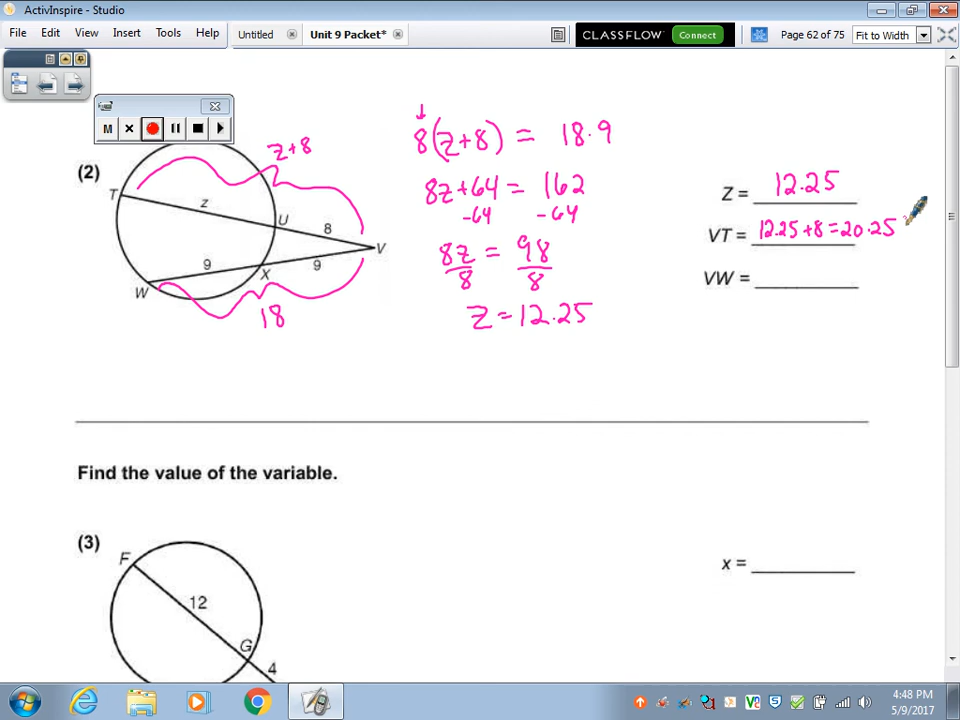 ActivInspire - Studio
File Edit View Insert Tools Help Untitled Unit 9 Packet* CLASSFLOW Connect Page 62 to 75 Fit to Width
M
(2)
z+8
T
z
U
8
V
9
X
9
W
18
8(z+8) = 18·9
8z+64 = 162
-64 -64
8z = 98
8 8
z = 12.25
Z = 12.25
VT = 12.25+8=20.25
VW =
Find the value of the variable.
(3)
F
12
G
4
x =
4:48 PM
5/9/2017